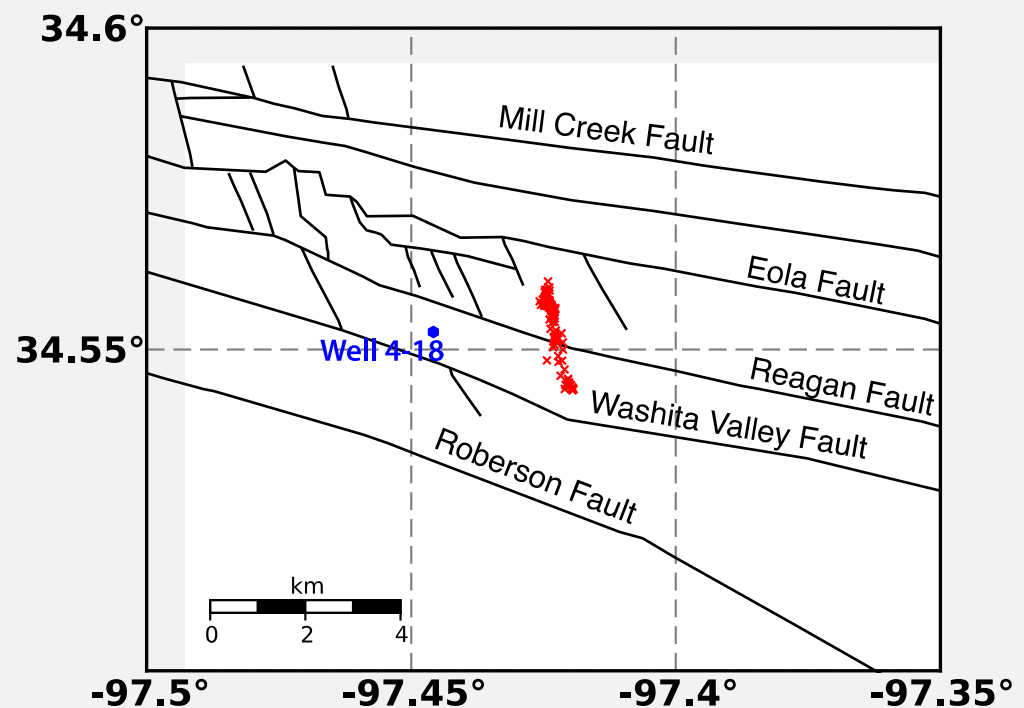 34.6°
Mill Creek Fault
Eola Fault
Well 4-18
34.55°
Reagan Fault
Washita Valley Fault
Roberson Fault
km
0 2 4
-97.5° -97.45° -97.4° -97.35°